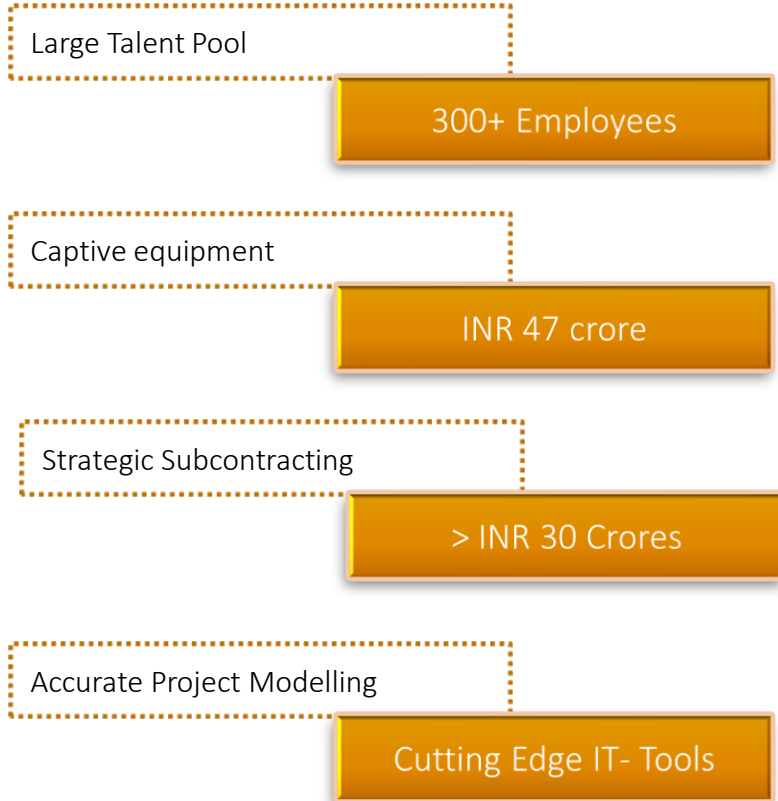 Large Talent Pool
300+ Employees
Captive equipment
INR 47 crore
Strategic Subcontracting
> INR 30 Crores
Accurate Project Modelling
Cutting Edge IT- Tools